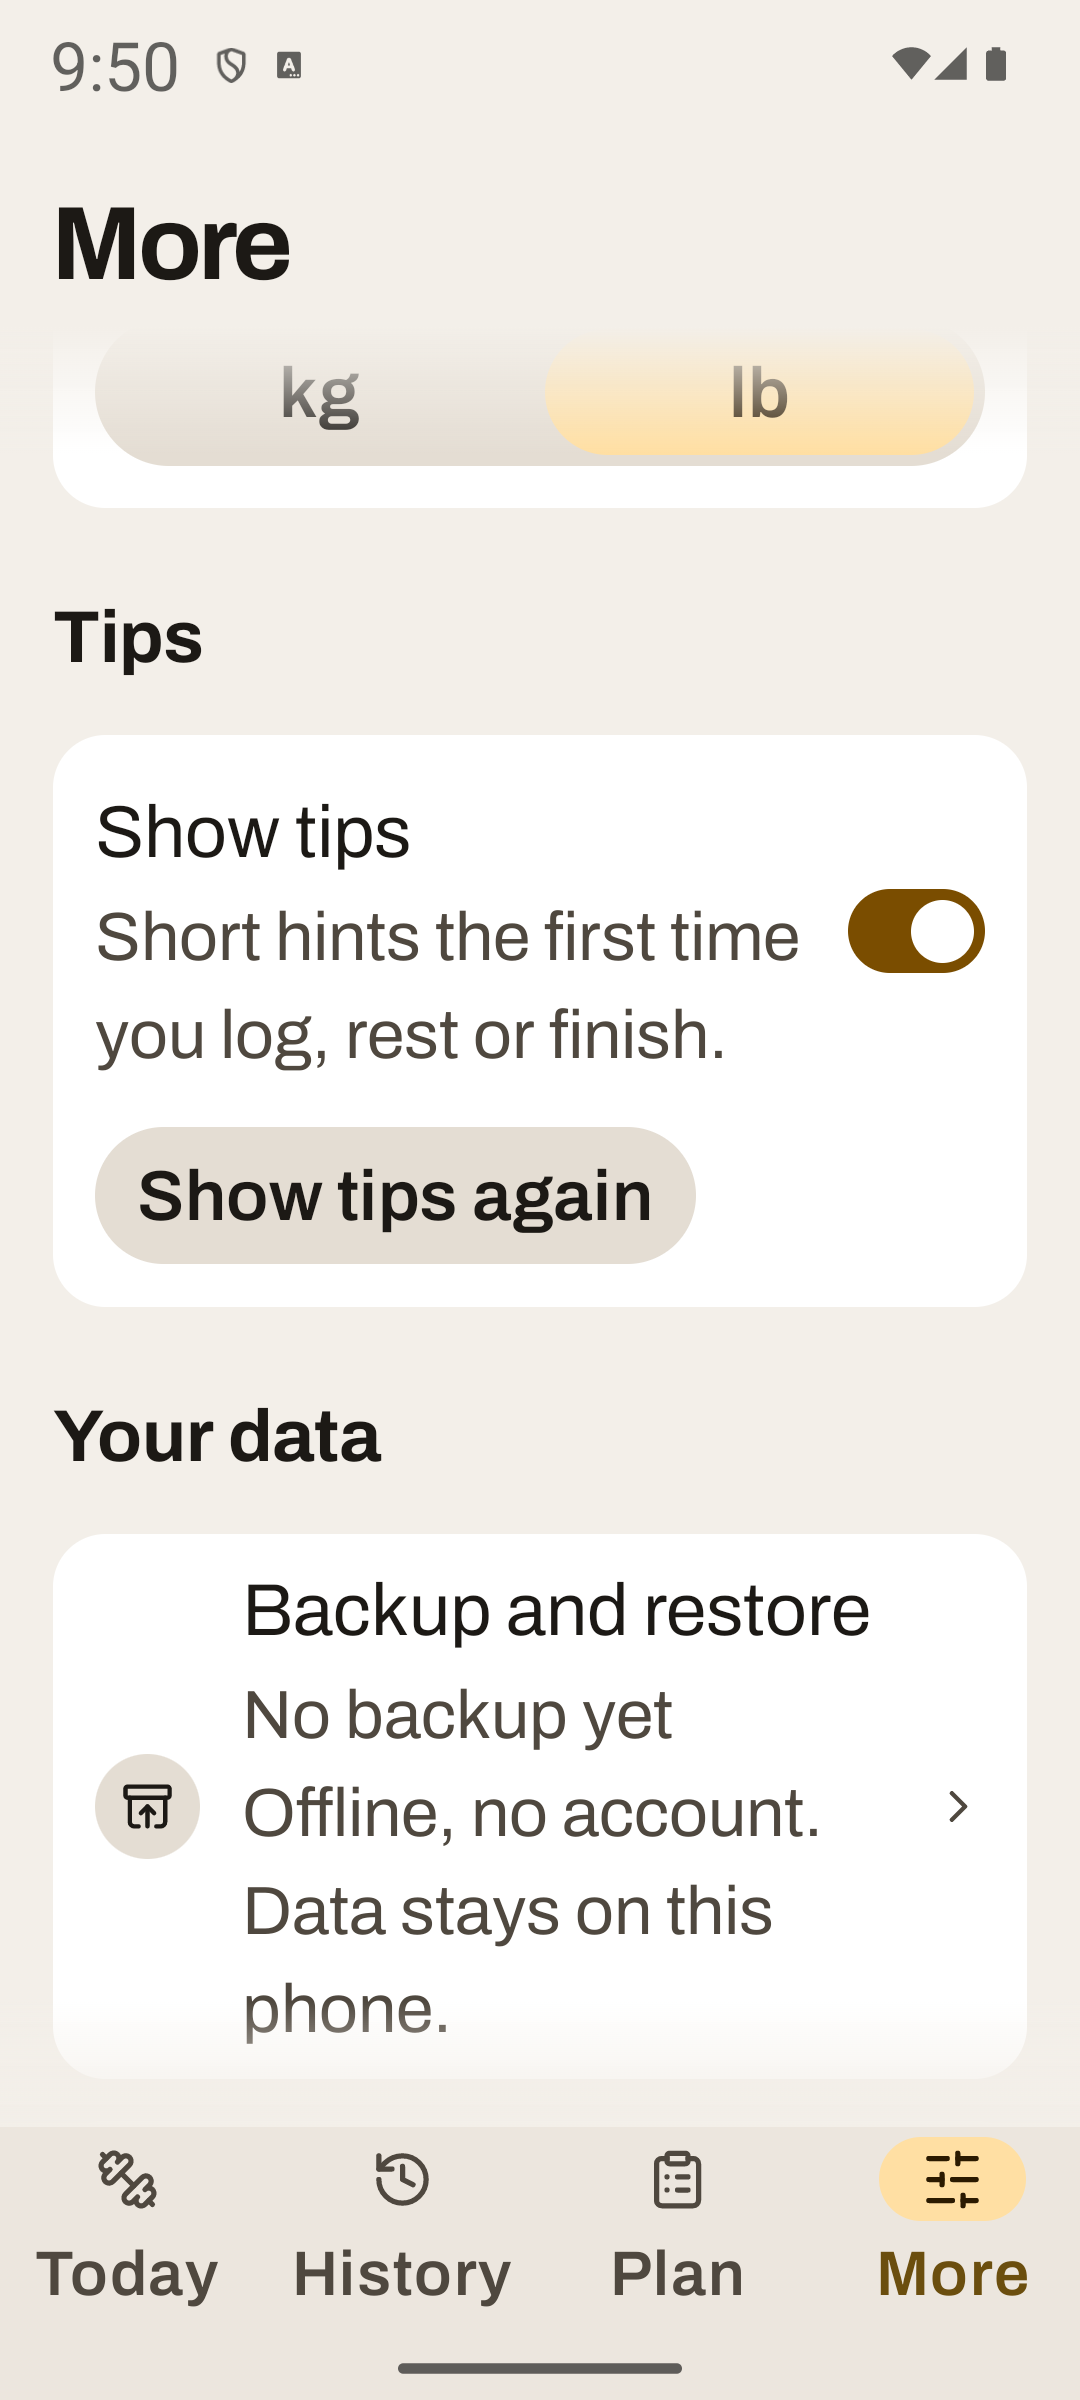 9:50
More
kg
lb
Tips
Show tips
Short hints the first time
you log, rest or finish.
Show tips again
Your data
Backup and restore
No backup yet
Offline, no account.
Data stays on this
phone.
Today
History
Plan
More